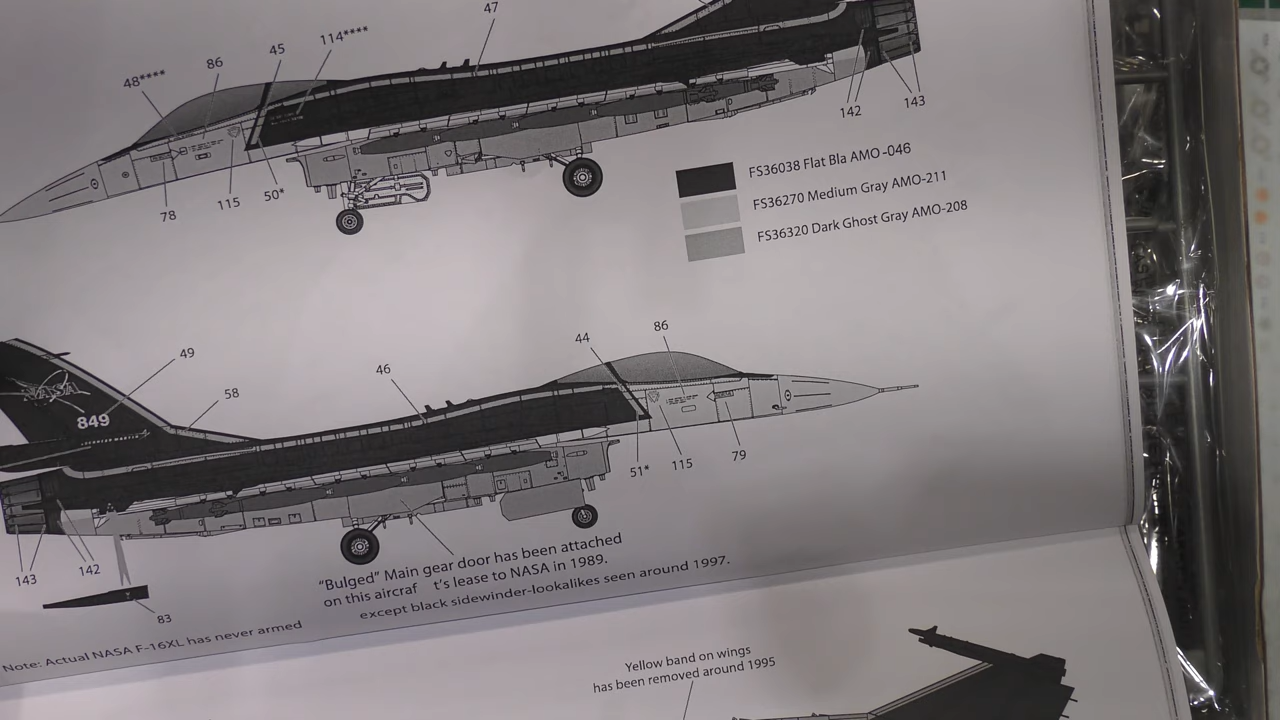 47
45
114****
86
48****
143
142
78
115
50*
FS36038 Flat Bla AMO -046
FS36270 Medium Gray AMO-211
FS36320 Dark Ghost Gray AMO-208
86
44
49
46
58
NASA
849
LOCKHEED MARTIN
51*
115
79
143
142
83
"Bulged" Main gear door has been attached
on this aircraf t's lease to NASA in 1989.
Note: Actual NASA F-16XL has never armed
except black sidewinder-lookalikes seen around 1997.
Yellow band on wings
has been removed around 1995